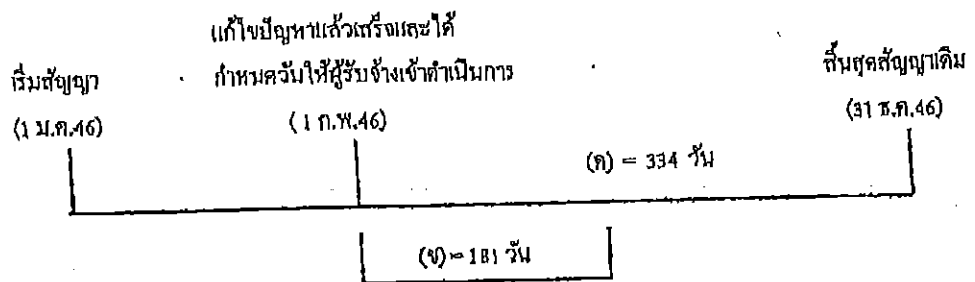 แก้ไขปัญหาแล้วเสร็จและได้
กำหนดวันให้ผู้รับจ้างเข้าดำเนินการ
เริ่มสัญญา
(1 ม.ค.46)
(1 ก.พ.46)
สิ้นสุดสัญญาเดิม
(31 ธ.ค.46)
(ค) = 334 วัน
(ข) = 181 วัน